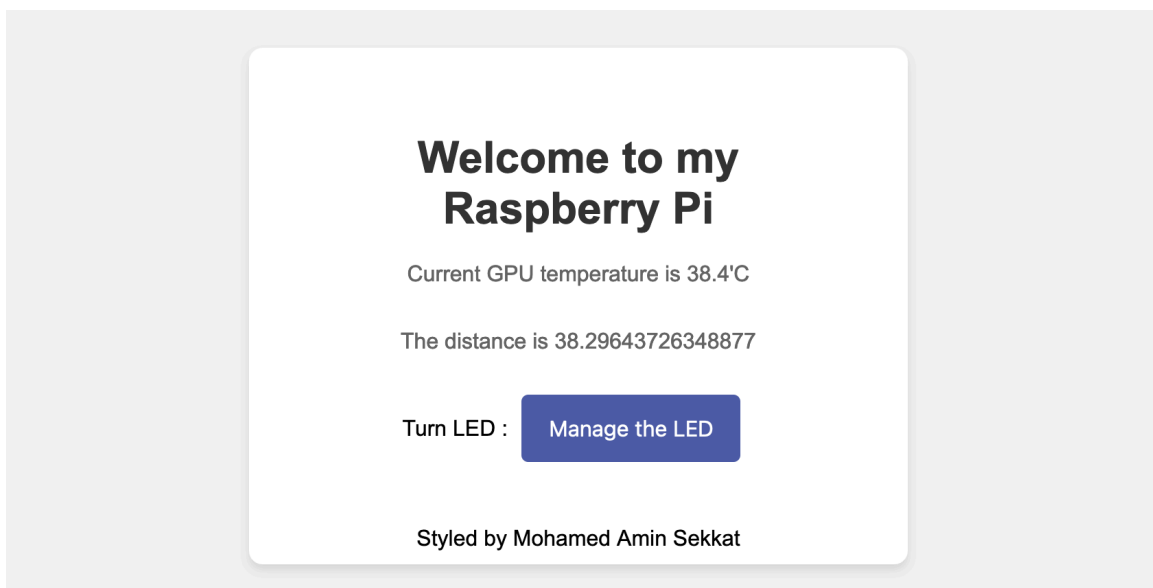 Welcome to my
Raspberry Pi
Current GPU temperature is 38.4'C
The distance is 38.29643726348877
Turn LED : Manage the LED
Styled by Mohamed Amin Sekkat